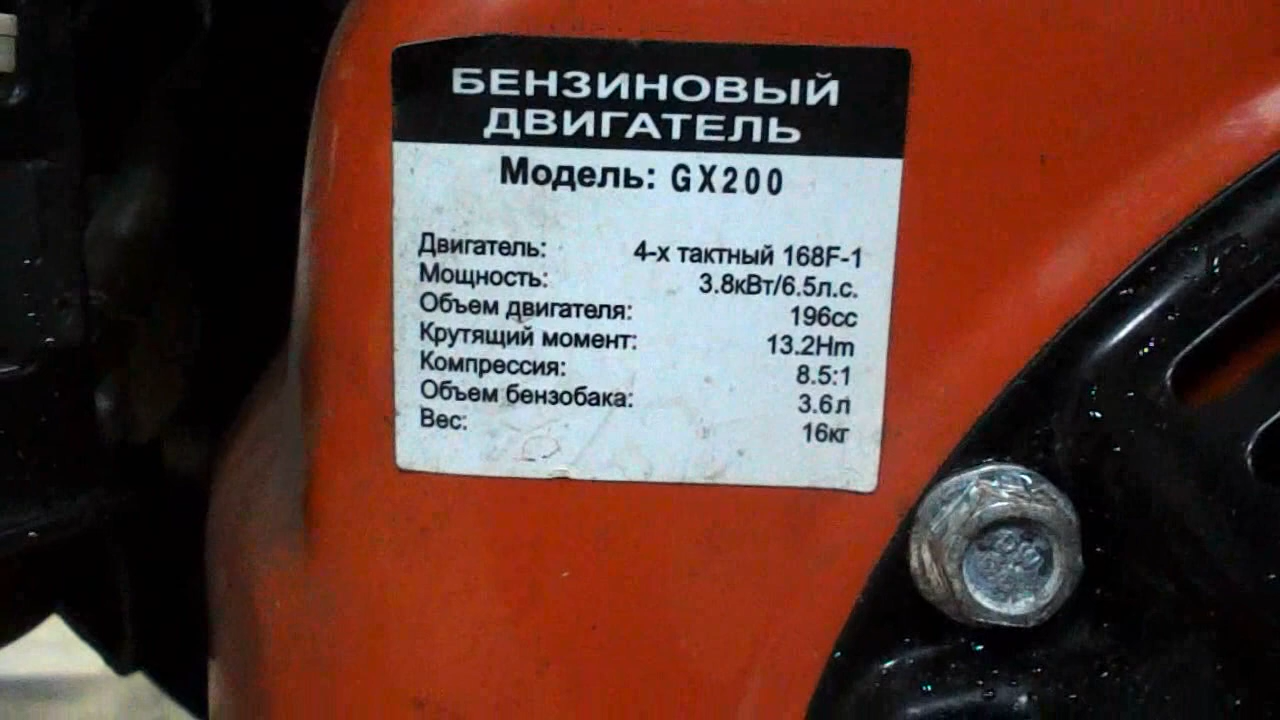 БЕНЗИНОВЫЙ
ДВИГАТЕЛЬ
Модель: GX200
Двигатель: 4-х тактный 168F-1
Мощность: 3.8кВт/6.5л.с.
Объем двигателя: 196сс
Крутящий момент: 13.2Нm
Компрессия: 8.5:1
Объем бензобака: 3.6л
Вес: 16кг